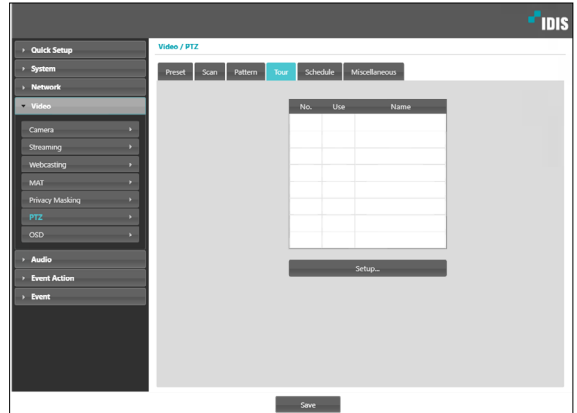 IDIS
Quick Setup
System
Network
Video
Camera
Streaming
Webcasting
MAT
Privacy Masking
PTZ
OSD
Audio
Event Action
Event
Video / PTZ
Preset Scan Pattern Tour Schedule Miscellaneous
No. Use Name
Setup...
Save